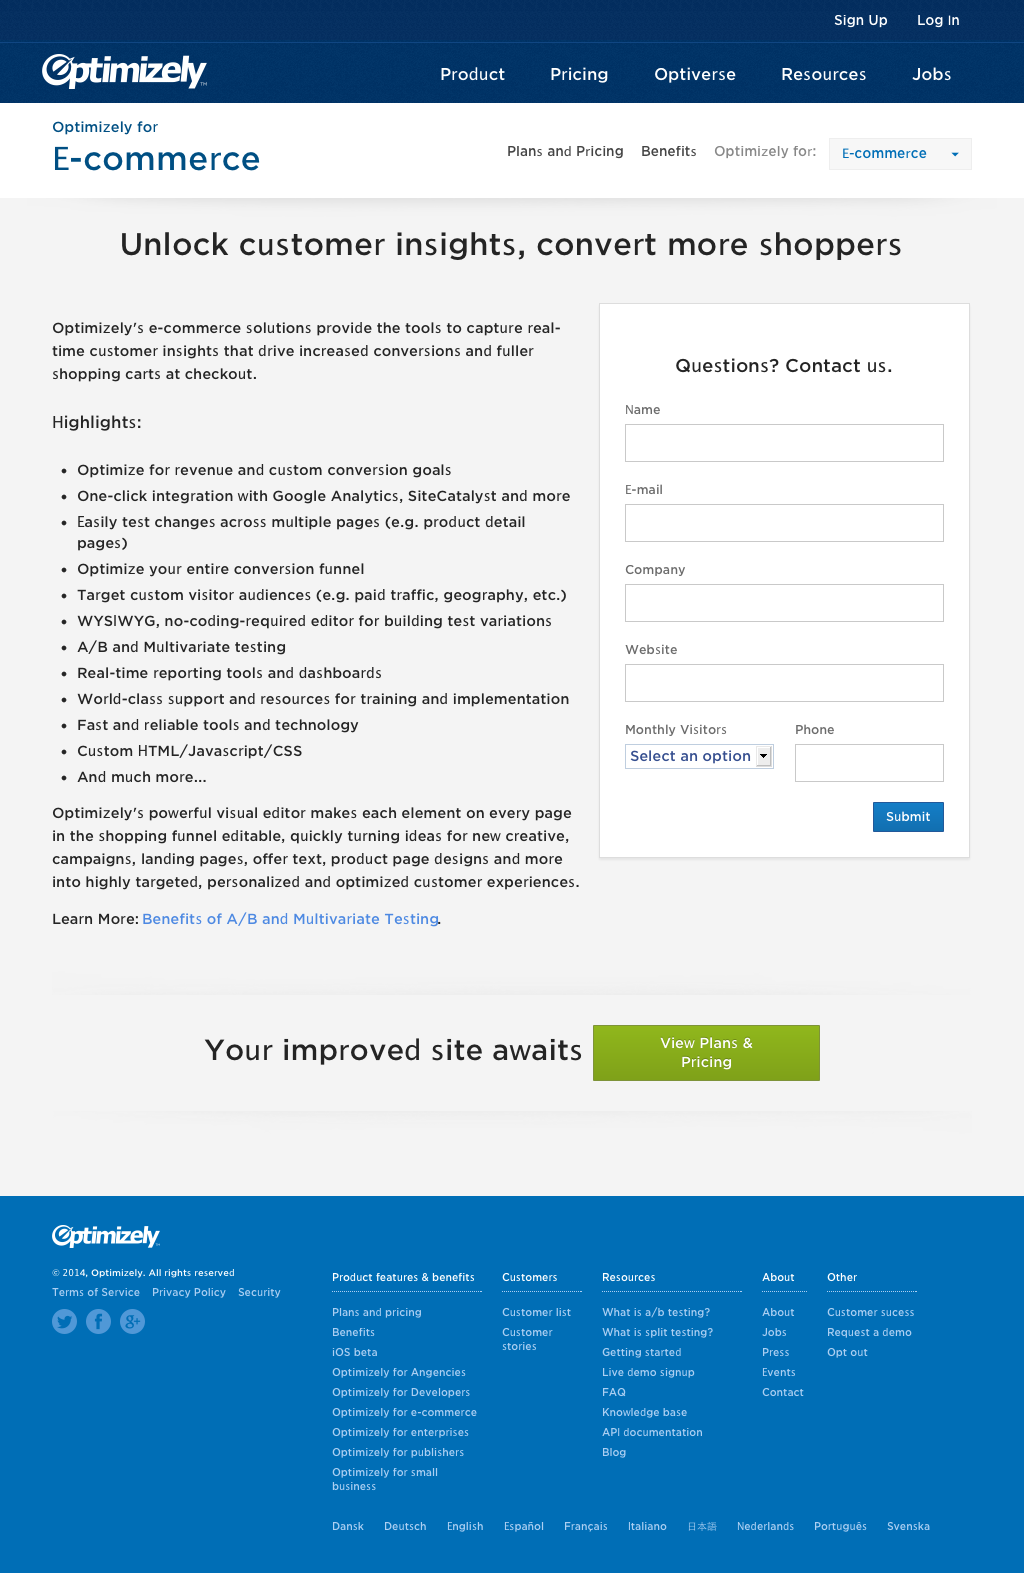 Sign Up Log In
Optimizely™
Product Pricing Optiverse Resources Jobs
Optimizely for
E-commerce
Plans and Pricing Benefits Optimizely for: E-commerce
Unlock customer insights, convert more shoppers
Optimizely's e-commerce solutions provide the tools to capture real-
time customer insights that drive increased conversions and fuller
shopping carts at checkout.
Highlights:
• Optimize for revenue and custom conversion goals
• One-click integration with Google Analytics, SiteCatalyst and more
• Easily test changes across multiple pages (e.g. product detail
pages)
• Optimize your entire conversion funnel
• Target custom visitor audiences (e.g. paid traffic, geography, etc.)
• WYSIWYG, no-coding-required editor for building test variations
• A/B and Multivariate testing
• Real-time reporting tools and dashboards
• World-class support and resources for training and implementation
• Fast and reliable tools and technology
• Custom HTML/Javascript/CSS
• And much more...
Optimizely's powerful visual editor makes each element on every page
in the shopping funnel editable, quickly turning ideas for new creative,
campaigns, landing pages, offer text, product page designs and more
into highly targeted, personalized and optimized customer experiences.
Learn More: Benefits of A/B and Multivariate Testing.
Questions? Contact us.
Name
E-mail
Company
Website
Monthly Visitors Phone
Select an option
Submit
Your improved site awaits
View Plans &
Pricing
Optimizely
© 2014, Optimizely. All rights reserved
Terms of Service Privacy Policy Security
Product features & benefits
Plans and pricing
Benefits
iOS beta
Optimizely for Angencies
Optimizely for Developers
Optimizely for e-commerce
Optimizely for enterprises
Optimizely for publishers
Optimizely for small
business
Customers
Customer list
Customer
stories
Resources
What is a/b testing?
What is split testing?
Getting started
Live demo signup
FAQ
Knowledge base
API documentation
Blog
About
About
Jobs
Press
Events
Contact
Other
Customer sucess
Request a demo
Opt out
Dansk Deutsch English Español Français Italiano 日本語 Nederlands Português Svenska